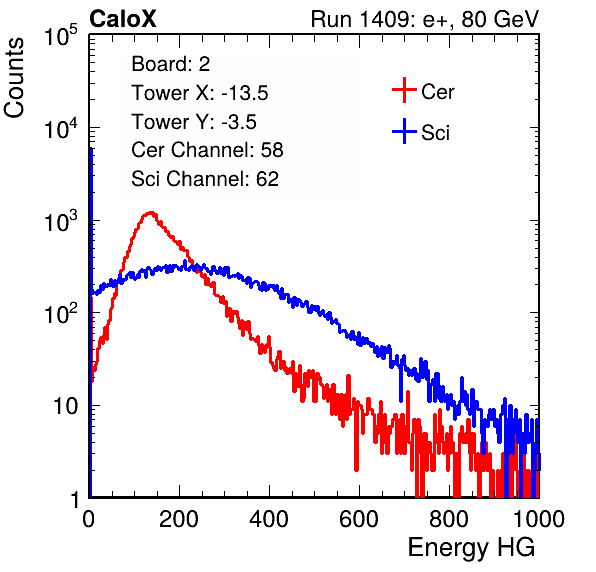 CaloX Run 1409: e+, 80 GeV
Counts
10^5
10^4
10^3
10^2
10
1
Board: 2
Tower X: -13.5
Tower Y: -3.5
Cer Channel: 58
Sci Channel: 62
Cer
Sci
0 200 400 600 800 1000
Energy HG